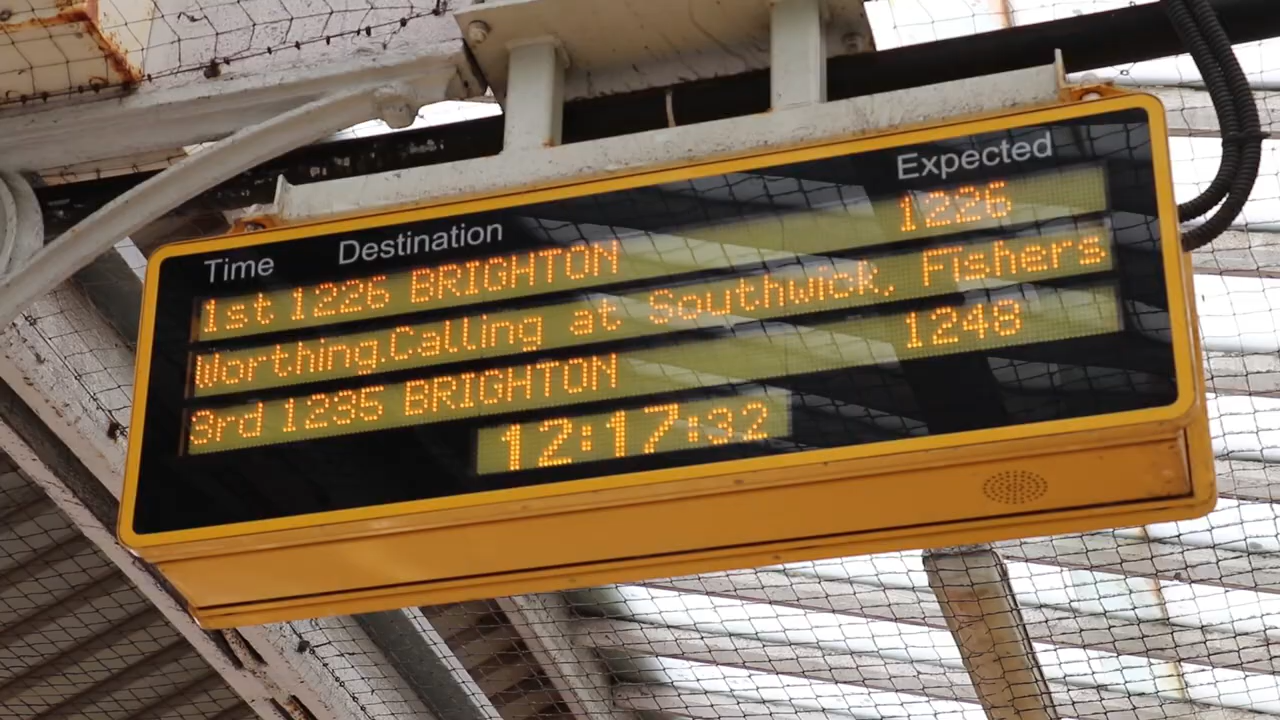 Time Destination Expected
1st 1226 BRIGHTON 1226
Worthing.Calling at Southwick, Fishers
3rd 1235 BRIGHTON 1248
12:17:32